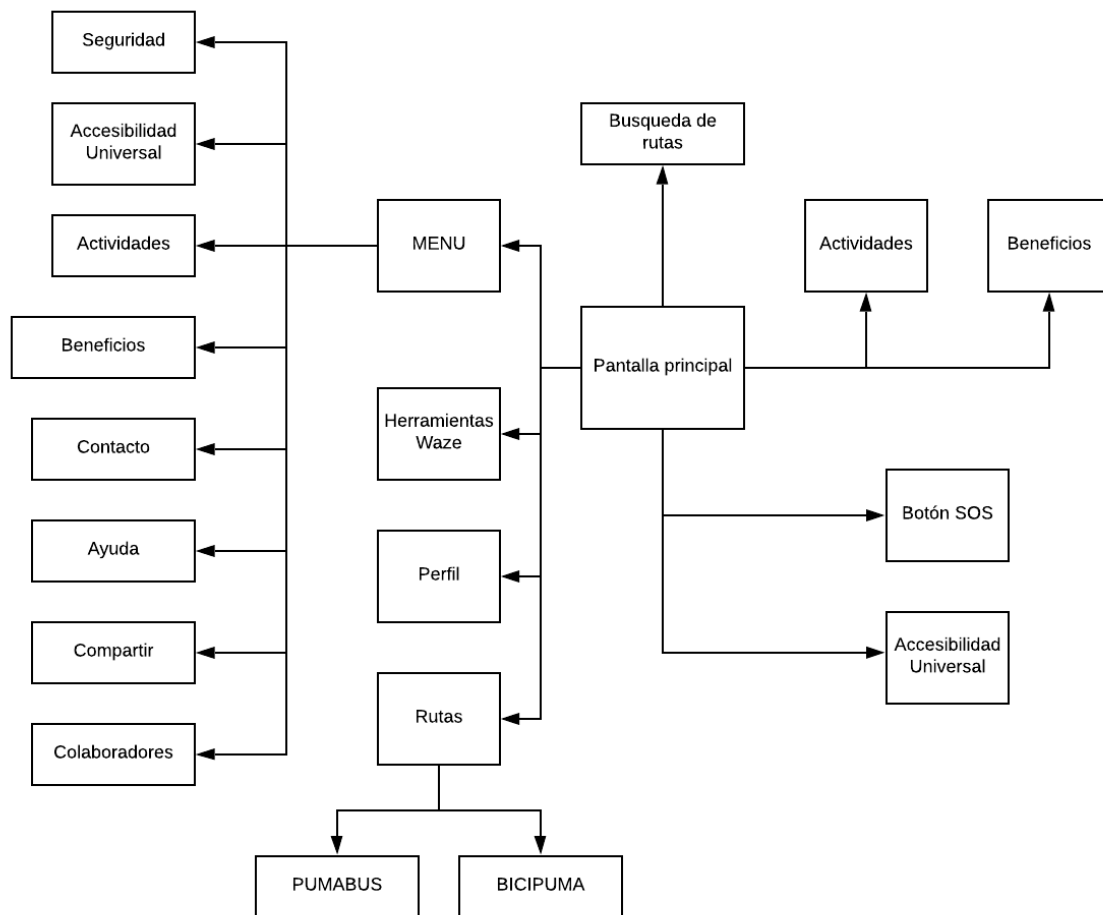 Seguridad
Accesibilidad
Universal
Actividades
Beneficios
Contacto
Ayuda
Compartir
Colaboradores
MENU
Herramientas
Waze
Perfil
Rutas
PUMABUS
BICIPUMA
Busqueda de
rutas
Pantalla principal
Actividades
Beneficios
Botón SOS
Accesibilidad
Universal